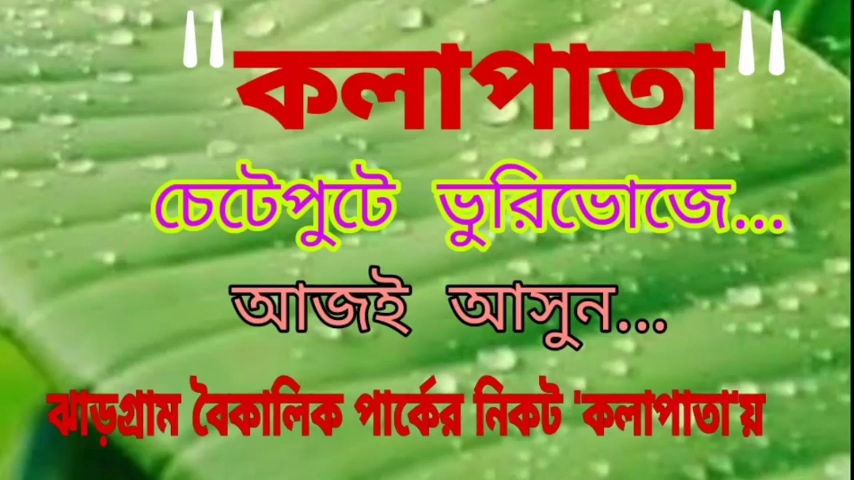 "কলাপাতা"
চেটেপুটে ভুরিভোজে...
আজই আসুন...
ঝাড়গ্রাম বৈকালিক পার্কের নিকট 'কলাপাতা'য়